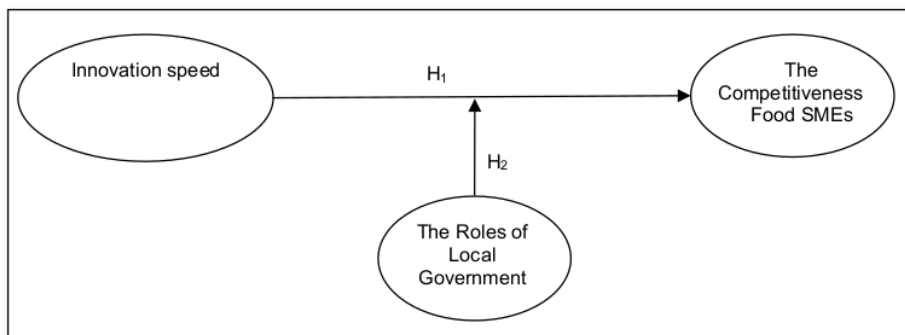 Innovation speed
H₁
The
Competitiveness
Food SMEs
H₂
The Roles of
Local
Government